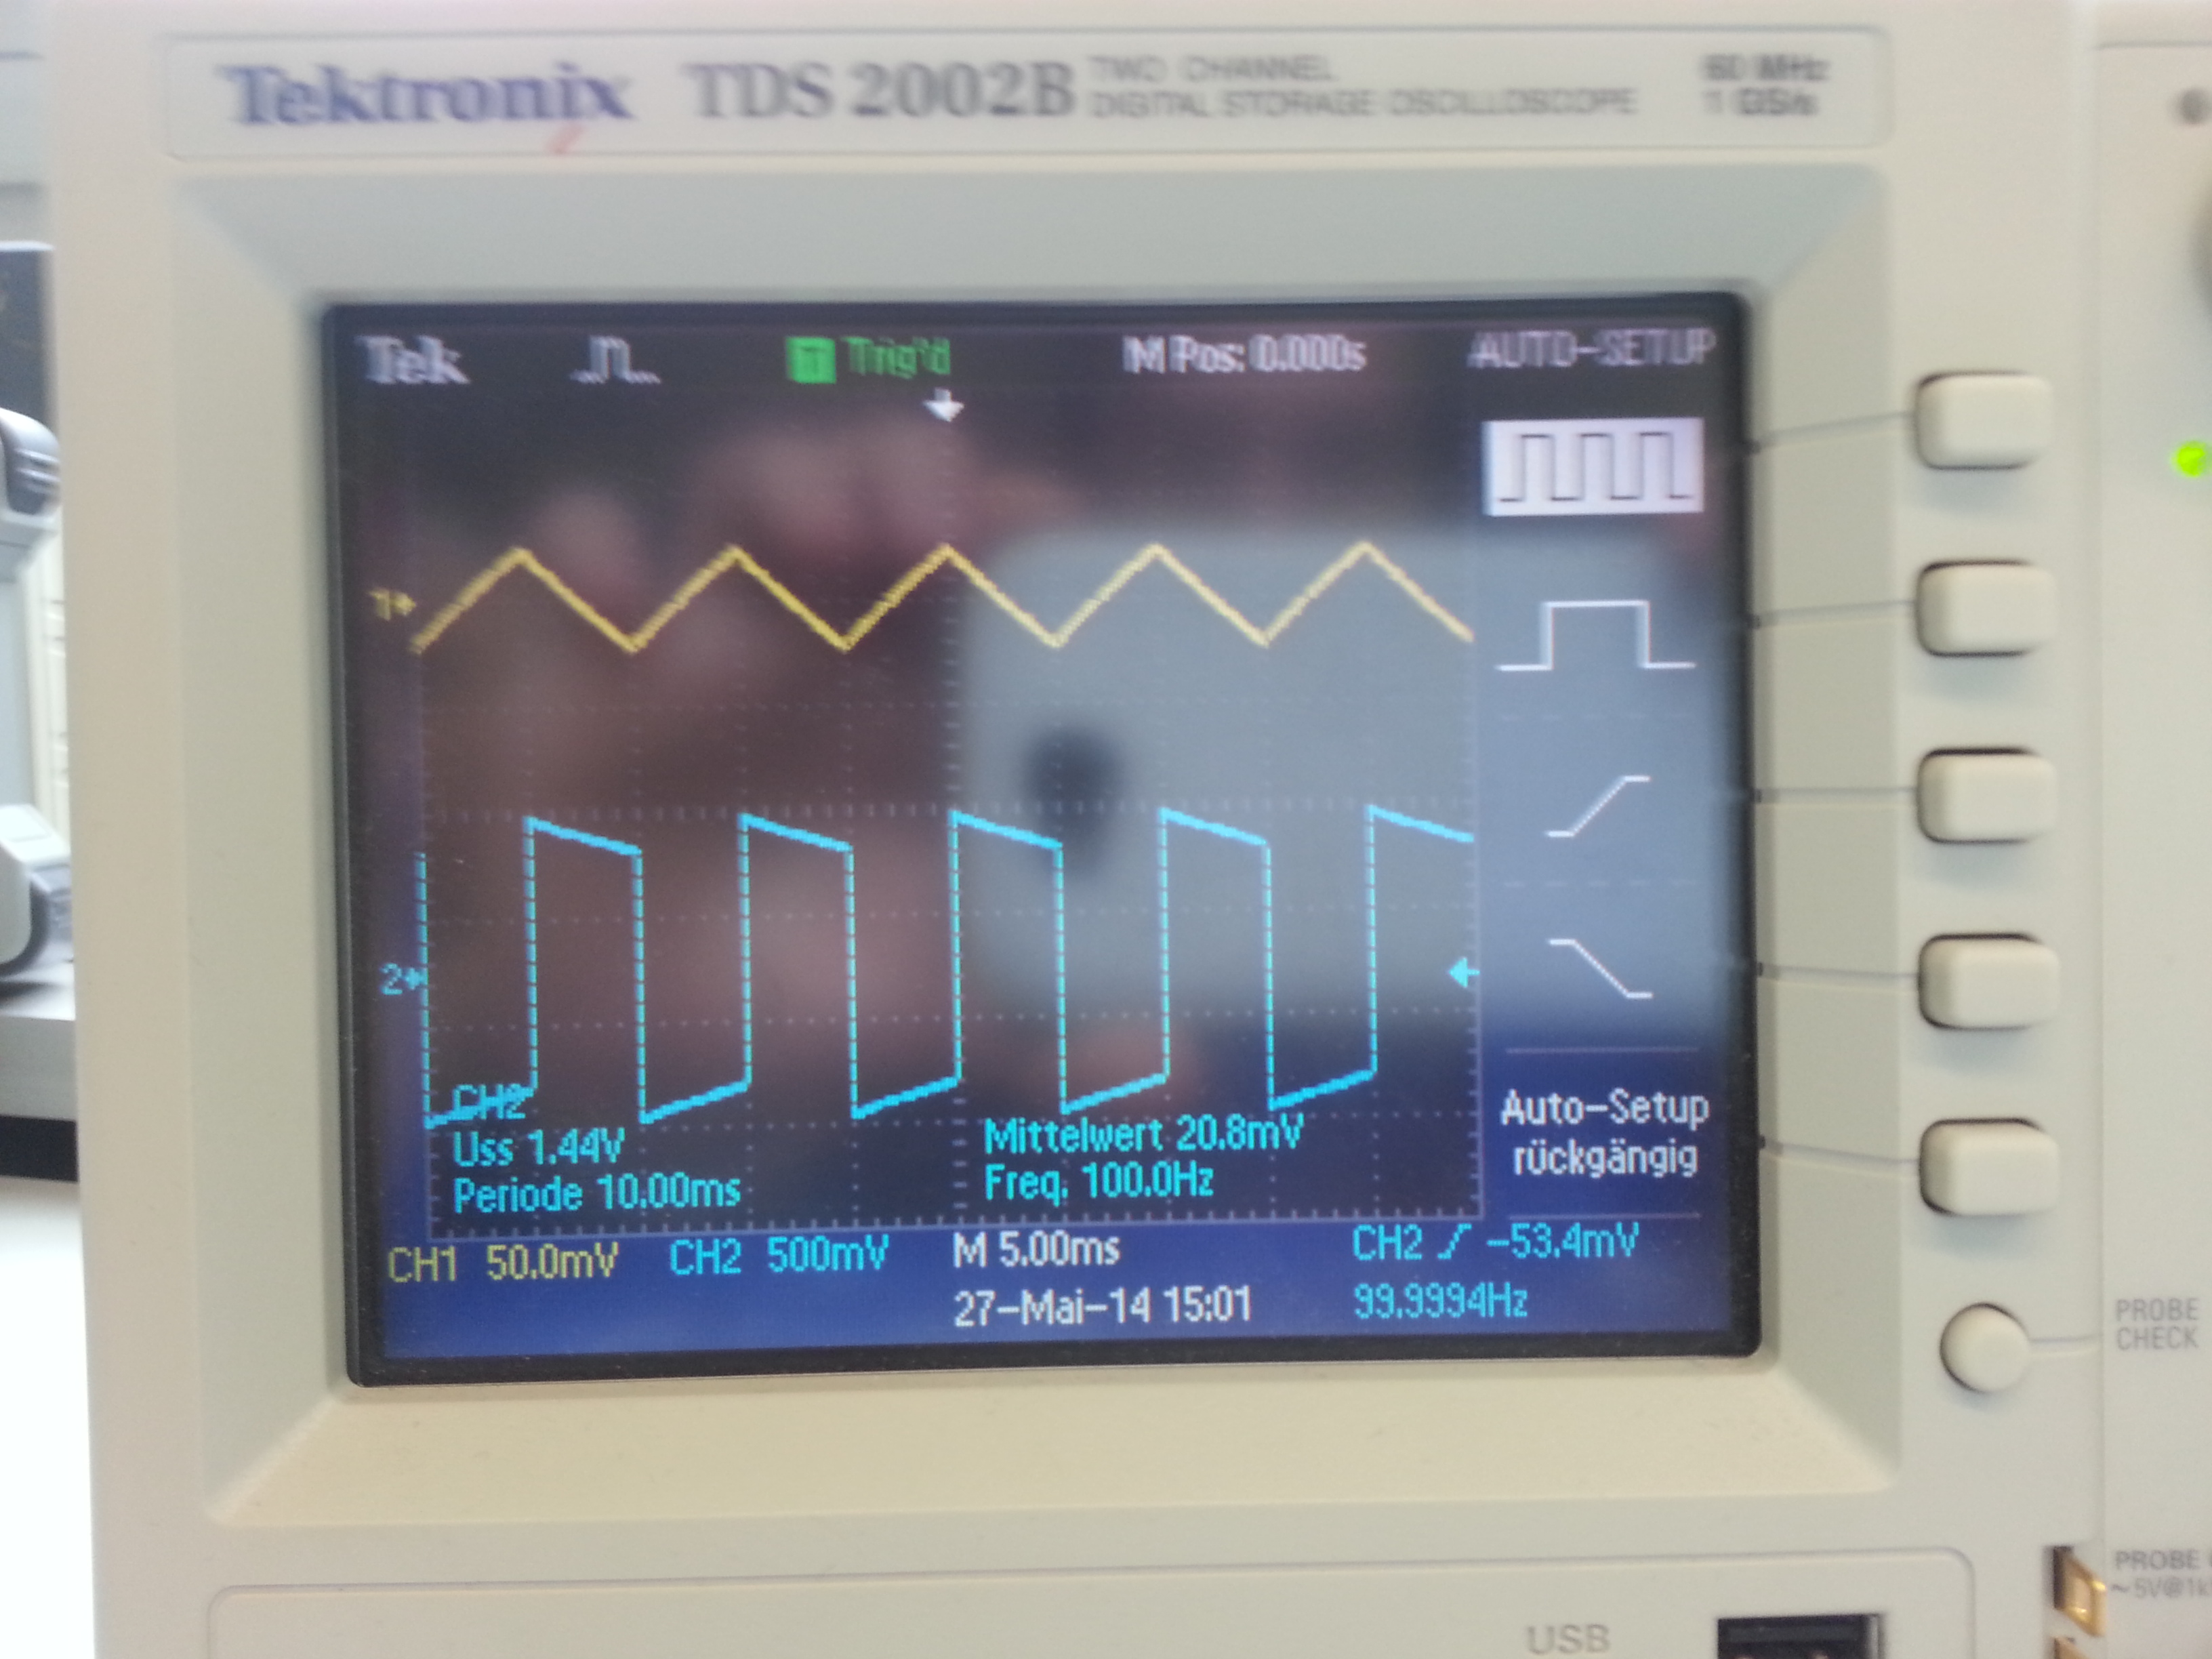 Tektronix TDS 2002B TWO CHANNEL DIGITAL STORAGE OSCILLOSCOPE 60 MHz 1 GS/s
Tek T Trig'd M Pos: 0.000s AUTO-SETUP
1
2
CH2
Uss 1.44V
Periode 10.00ms
Mittelwert 20.8mV
Freq. 100.0Hz
Auto-Setup
rückgängig
CH1 50.0mV CH2 500mV M 5.00ms CH2 -53.4mV
27-Mai-14 15:01 99.9994Hz
PROBE
CHECK
PROBE
~5V@1k
USB